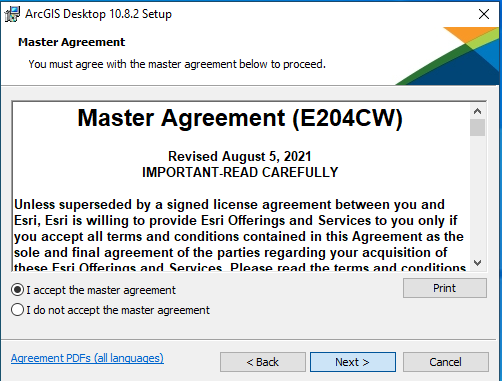 ArcGIS Desktop 10.8.2 Setup
Master Agreement
You must agree with the master agreement below to proceed.
Master Agreement (E204CW)
Revised August 5, 2021
IMPORTANT-READ CAREFULLY
Unless superseded by a signed license agreement between you and
Esri, Esri is willing to provide Esri Offerings and Services to you only if
you accept all terms and conditions contained in this Agreement as the
sole and final agreement of the parties regarding your acquisition of
these Esri Offerings and Services. Please read the terms and conditions
I accept the master agreement
Print
I do not accept the master agreement
Agreement PDFs (all languages)
< Back
Next >
Cancel